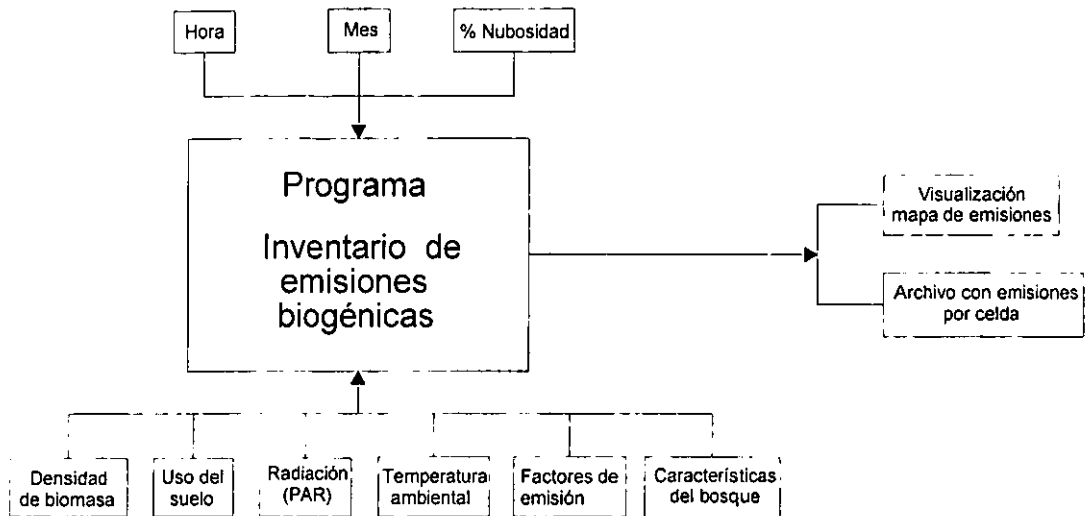 Hora
Mes
% Nubosidad
Programa
Inventario de
emisiones
biogénicas
Visualización
mapa de emisiones
Archivo con emisiones
por celda
Densidad
de biomasa
Uso del
suelo
Radiación
(PAR)
Temperatura
ambiental
Factores de
emisión
Características
del bosque